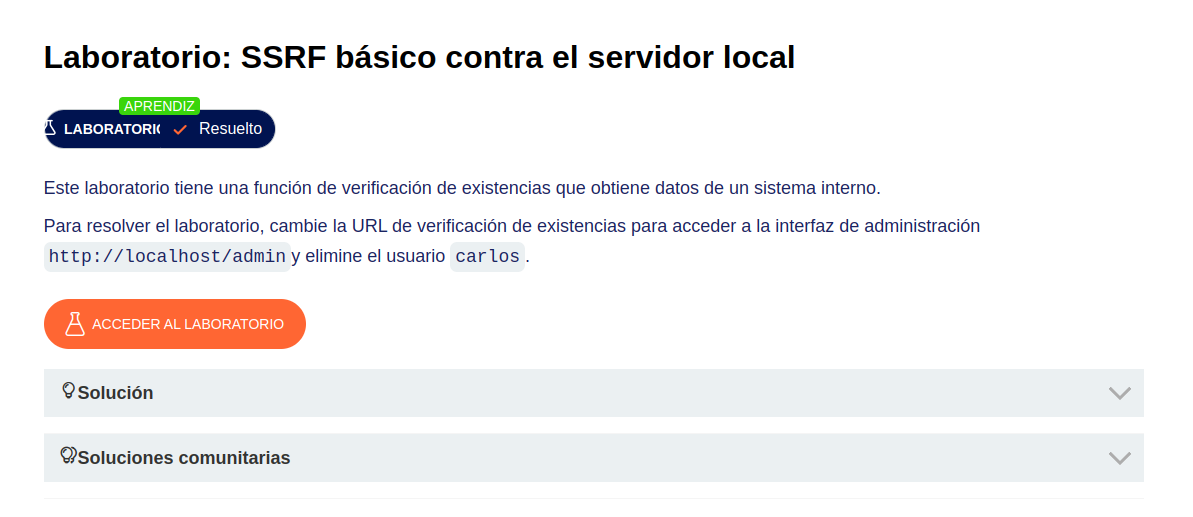 Laboratorio: SSRF básico contra el servidor local
APRENDIZ
LABORATORIO Resuelto
Este laboratorio tiene una función de verificación de existencias que obtiene datos de un sistema interno.
Para resolver el laboratorio, cambie la URL de verificación de existencias para acceder a la interfaz de administración
http://localhost/admin y elimine el usuario carlos.
ACCEDER AL LABORATORIO
Solución
Soluciones comunitarias